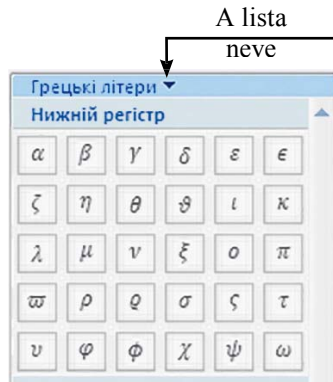 A lista
neve
Грецькі літери
Нижній регістр
α β γ δ ε ϵ
ζ η θ ϑ ι κ
λ μ ν ξ ο π
ϖ ρ ϱ σ ς τ
υ φ ϕ χ ψ ω